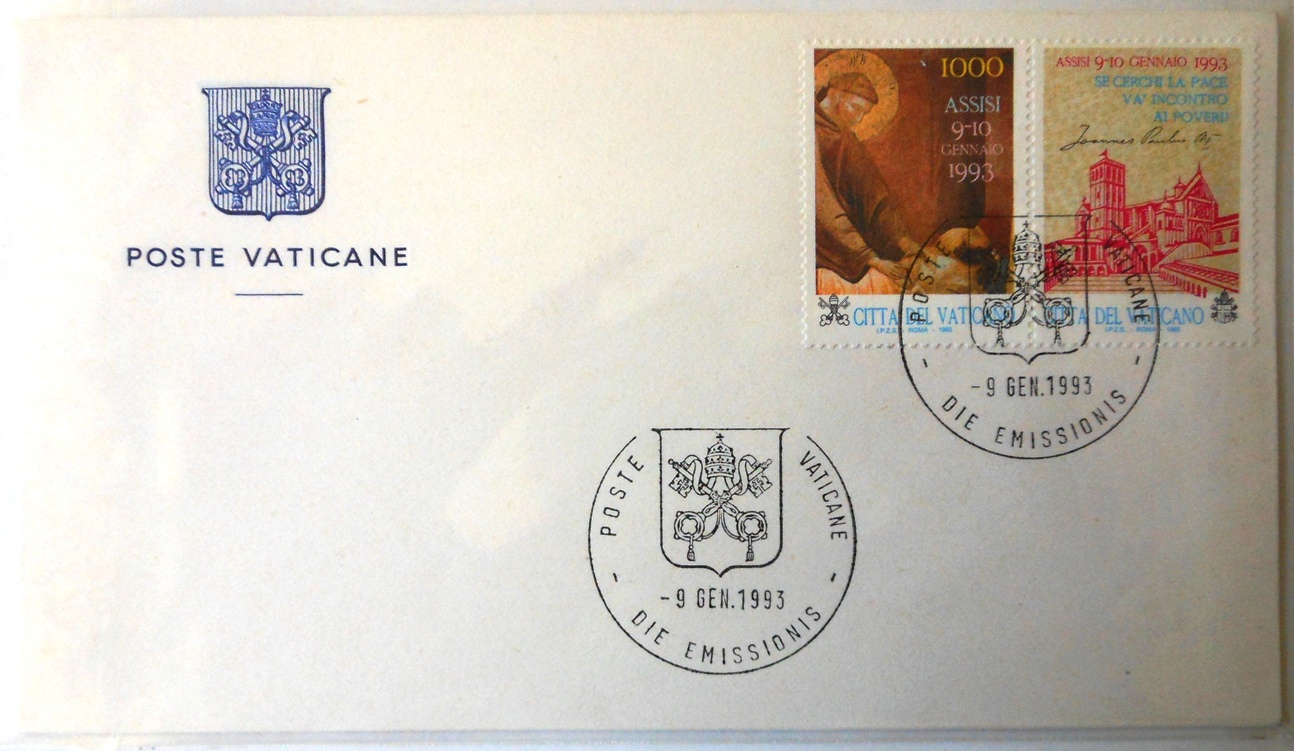 POSTE VATICANE
1000
ASSISI
9-10
GENNAIO
1993
CITTA DEL VATICANO
I.P.Z.S. - ROMA - 1993
ASSISI 9-10 GENNAIO 1993
SE CERCHI LA PACE,
VA' INCONTRO
AI POVERI!
Joannes Paulus
CITTA DEL VATICANO
I.P.Z.S. - ROMA - 1993
POSTE VATICANE
-9 GEN.1993
DIE EMISSIONIS
POSTE VATICANE
-9 GEN.1993
DIE EMISSIONIS